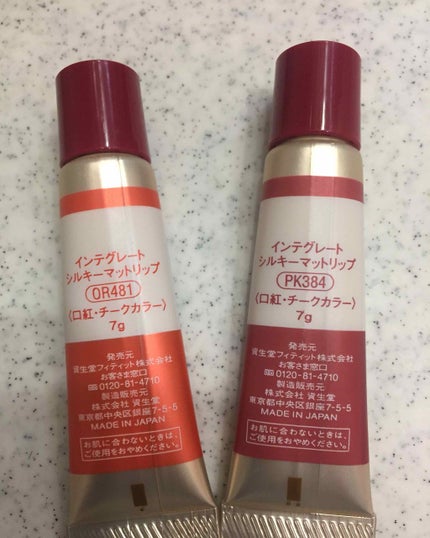 インテグレート
シルキーマットリップ
OR481
〈口紅・チークカラー〉
7g
発売元
資生堂フィティット株式会社
お客さま窓口
0120-81-4710
製造販売元
株式会社 資生堂
東京都中央区銀座7-5-5
MADE IN JAPAN
お肌に合わないときは、
ご使用をおやめください。
インテグレート
シルキーマットリップ
PK384
〈口紅・チークカラー〉
7g
発売元
資生堂フィティット株式会社
お客さま窓口
0120-81-4710
製造販売元
株式会社 資生堂
東京都中央区銀座7-5-5
MADE IN JAPAN
お肌に合わないときは、
ご使用をおやめください。